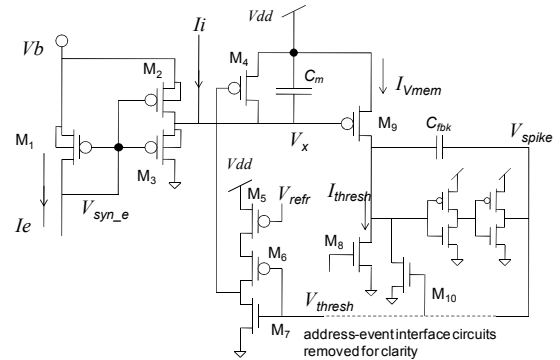 Vdd
Ii
Vb
M4
M2
Cm
IVmem
M9
Cfbk
Vspike
M1
Vx
M3
Vdd
Ie
Vsyn_e
M5
Vrefr
Ithresh
M6
M8
M10
Vthresh
M7
address-event interface circuits
removed for clarity